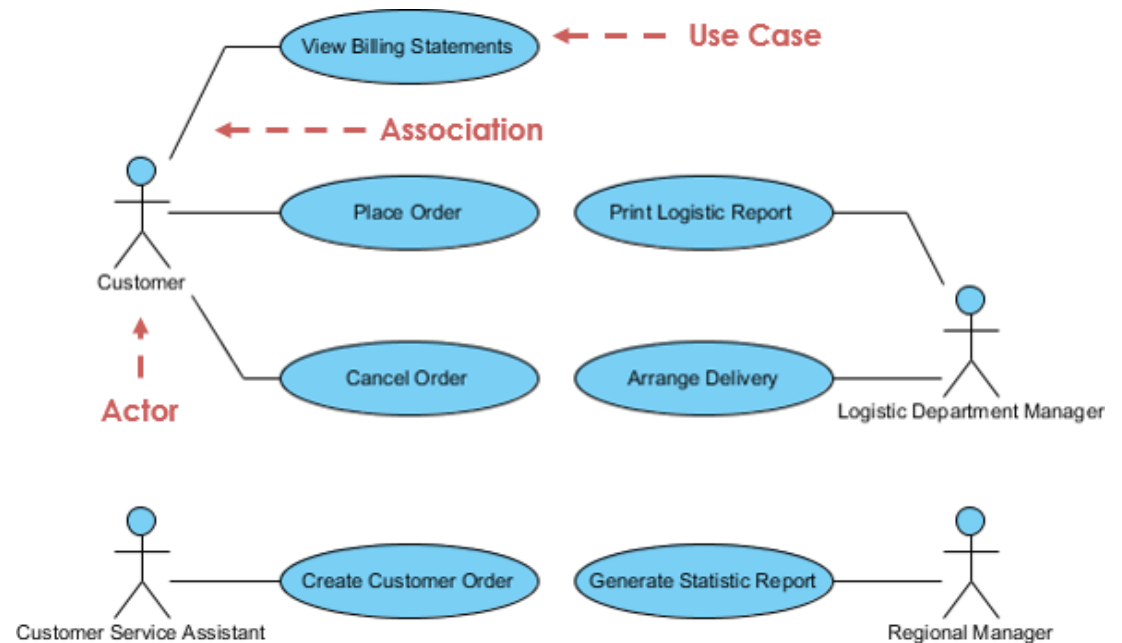 View Billing Statements
Use Case
Association
Place Order
Print Logistic Report
Customer
Cancel Order
Arrange Delivery
Actor
Logistic Department Manager
Create Customer Order
Generate Statistic Report
Customer Service Assistant
Regional Manager